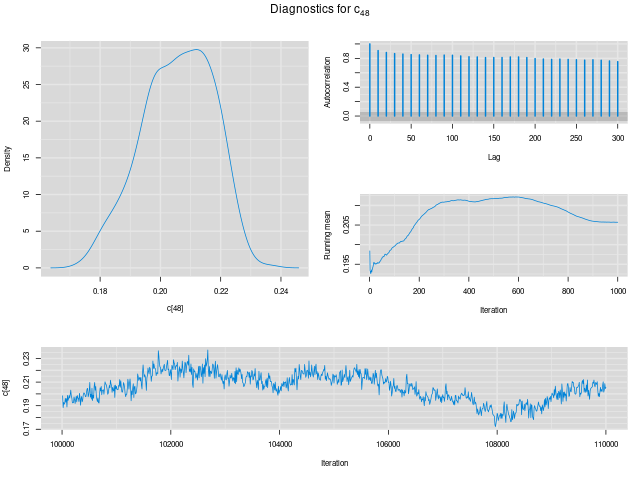 Diagnostics for c48
Density
0 5 10 15 20 25 30
0.18 0.20 0.22 0.24
c[48]
Autocorrelation
0.0 0.4 0.8
0 50 100 150 200 250 300
Lag
Running mean
0.195 0.205
0 200 400 600 800 1000
Iteration
c[48]
0.17 0.19 0.21 0.23
100000 102000 104000 106000 108000 110000
Iteration